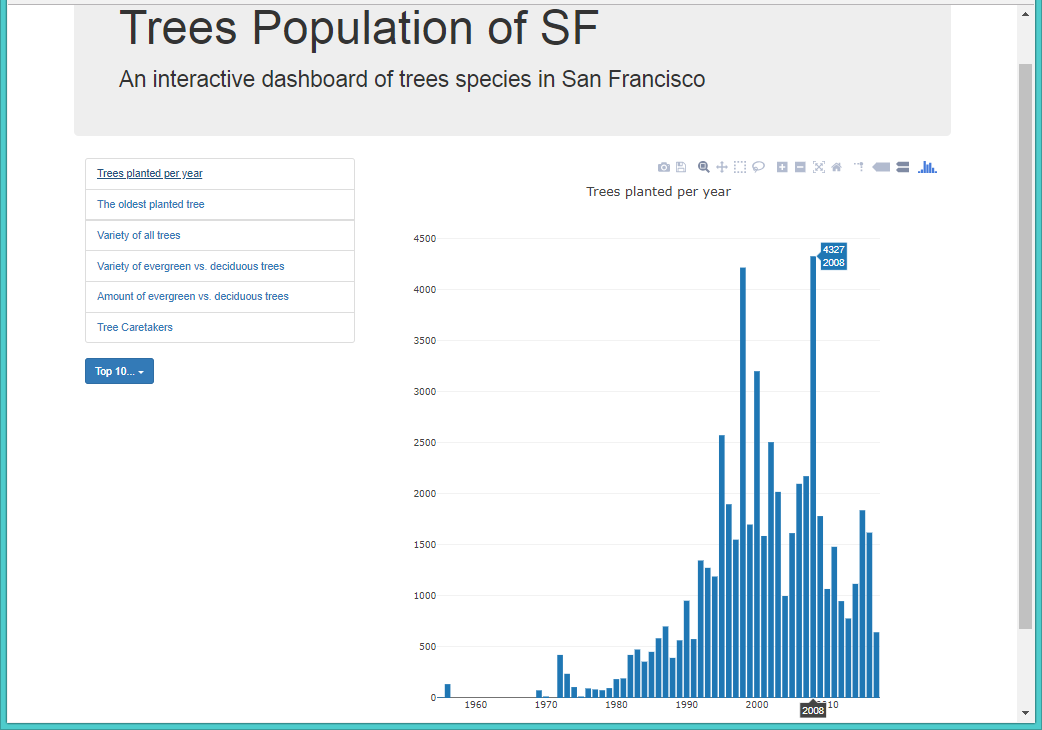 Trees Population of SF
An interactive dashboard of trees species in San Francisco
Trees planted per year
The oldest planted tree
Variety of all trees
Variety of evergreen vs. deciduous trees
Amount of evergreen vs. deciduous trees
Tree Caretakers
Top 10...
Trees planted per year
4500
4327
2008
4000
3500
3000
2500
2000
1500
1000
500
0
1960
1970
1980
1990
2000
10
2008